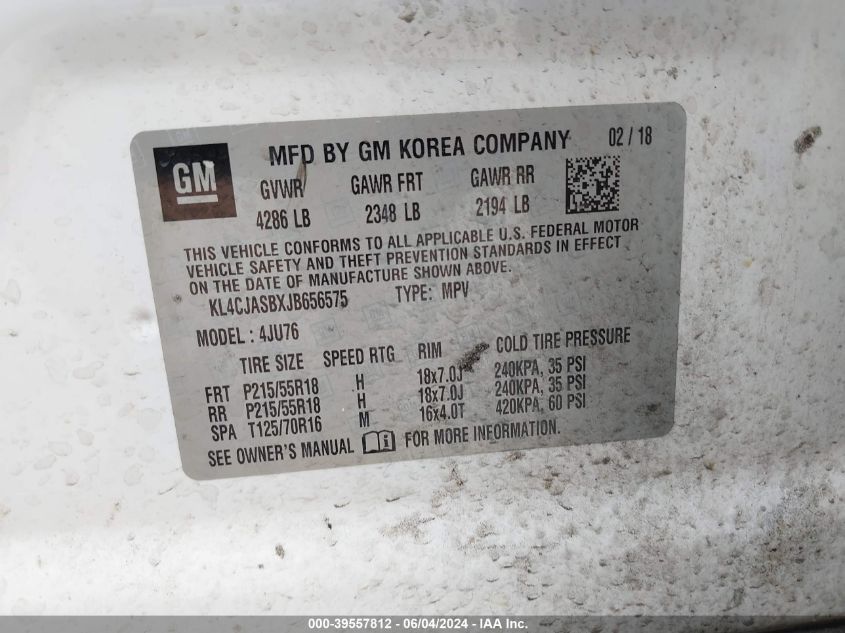 GM
MFD BY GM KOREA COMPANY 02 / 18
GVWR GAWR FRT GAWR RR
4286 LB 2348 LB 2194 LB
THIS VEHICLE CONFORMS TO ALL APPLICABLE U.S. FEDERAL MOTOR
VEHICLE SAFETY AND THEFT PREVENTION STANDARDS IN EFFECT
ON THE DATE OF MANUFACTURE SHOWN ABOVE.
KL4CJASBXJB656575 TYPE: MPV
MODEL : 4JU76
TIRE SIZE SPEED RTG RIM COLD TIRE PRESSURE
FRT P215/55R18 H 18x7.0J 240KPA, 35 PSI
RR P215/55R18 H 18x7.0J 240KPA, 35 PSI
SPA T125/70R16 M 16x4.0T 420KPA, 60 PSI
SEE OWNER'S MANUAL i FOR MORE INFORMATION.
000-39557812 - 06/04/2024 - IAA Inc.